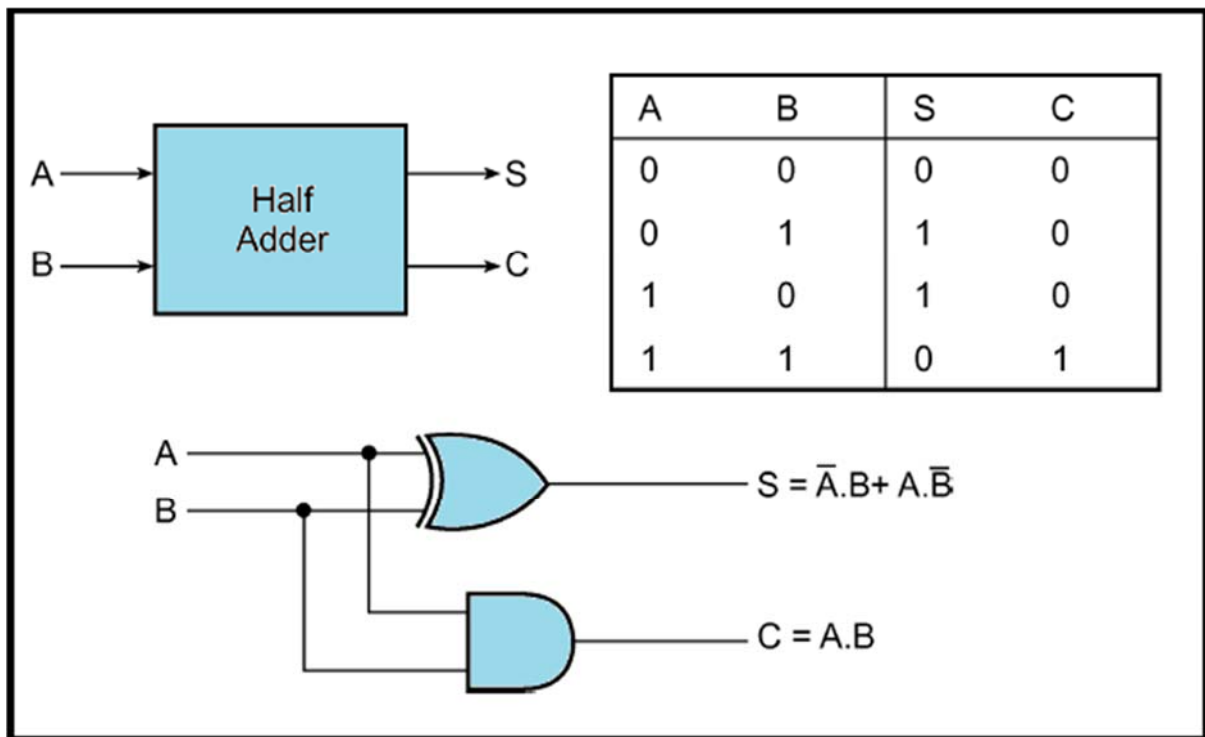 A
B
Half
Adder
S
C
A B S C
0 0 0 0
0 1 1 0
1 0 1 0
1 1 0 1
A
B
S = A̅.B+ A.B̅
C = A.B